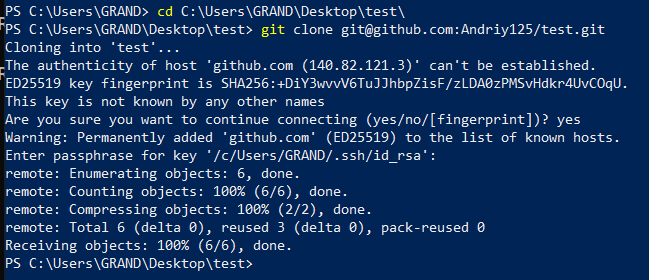 PS C:\Users\GRAND> cd C:\Users\GRAND\Desktop\test\
PS C:\Users\GRAND\Desktop\test> git clone git@github.com:Andriy125/test.git
Cloning into 'test'...
The authenticity of host 'github.com (140.82.121.3)' can't be established.
ED25519 key fingerprint is SHA256:+DiY3wvvV6TuJJhbpZisF/zLDA0zPMSvHdkr4UvCOqU.
This key is not known by any other names
Are you sure you want to continue connecting (yes/no/[fingerprint])? yes
Warning: Permanently added 'github.com' (ED25519) to the list of known hosts.
Enter passphrase for key '/c/Users/GRAND/.ssh/id_rsa':
remote: Enumerating objects: 6, done.
remote: Counting objects: 100% (6/6), done.
remote: Compressing objects: 100% (2/2), done.
remote: Total 6 (delta 0), reused 3 (delta 0), pack-reused 0
Receiving objects: 100% (6/6), done.
PS C:\Users\GRAND\Desktop\test>